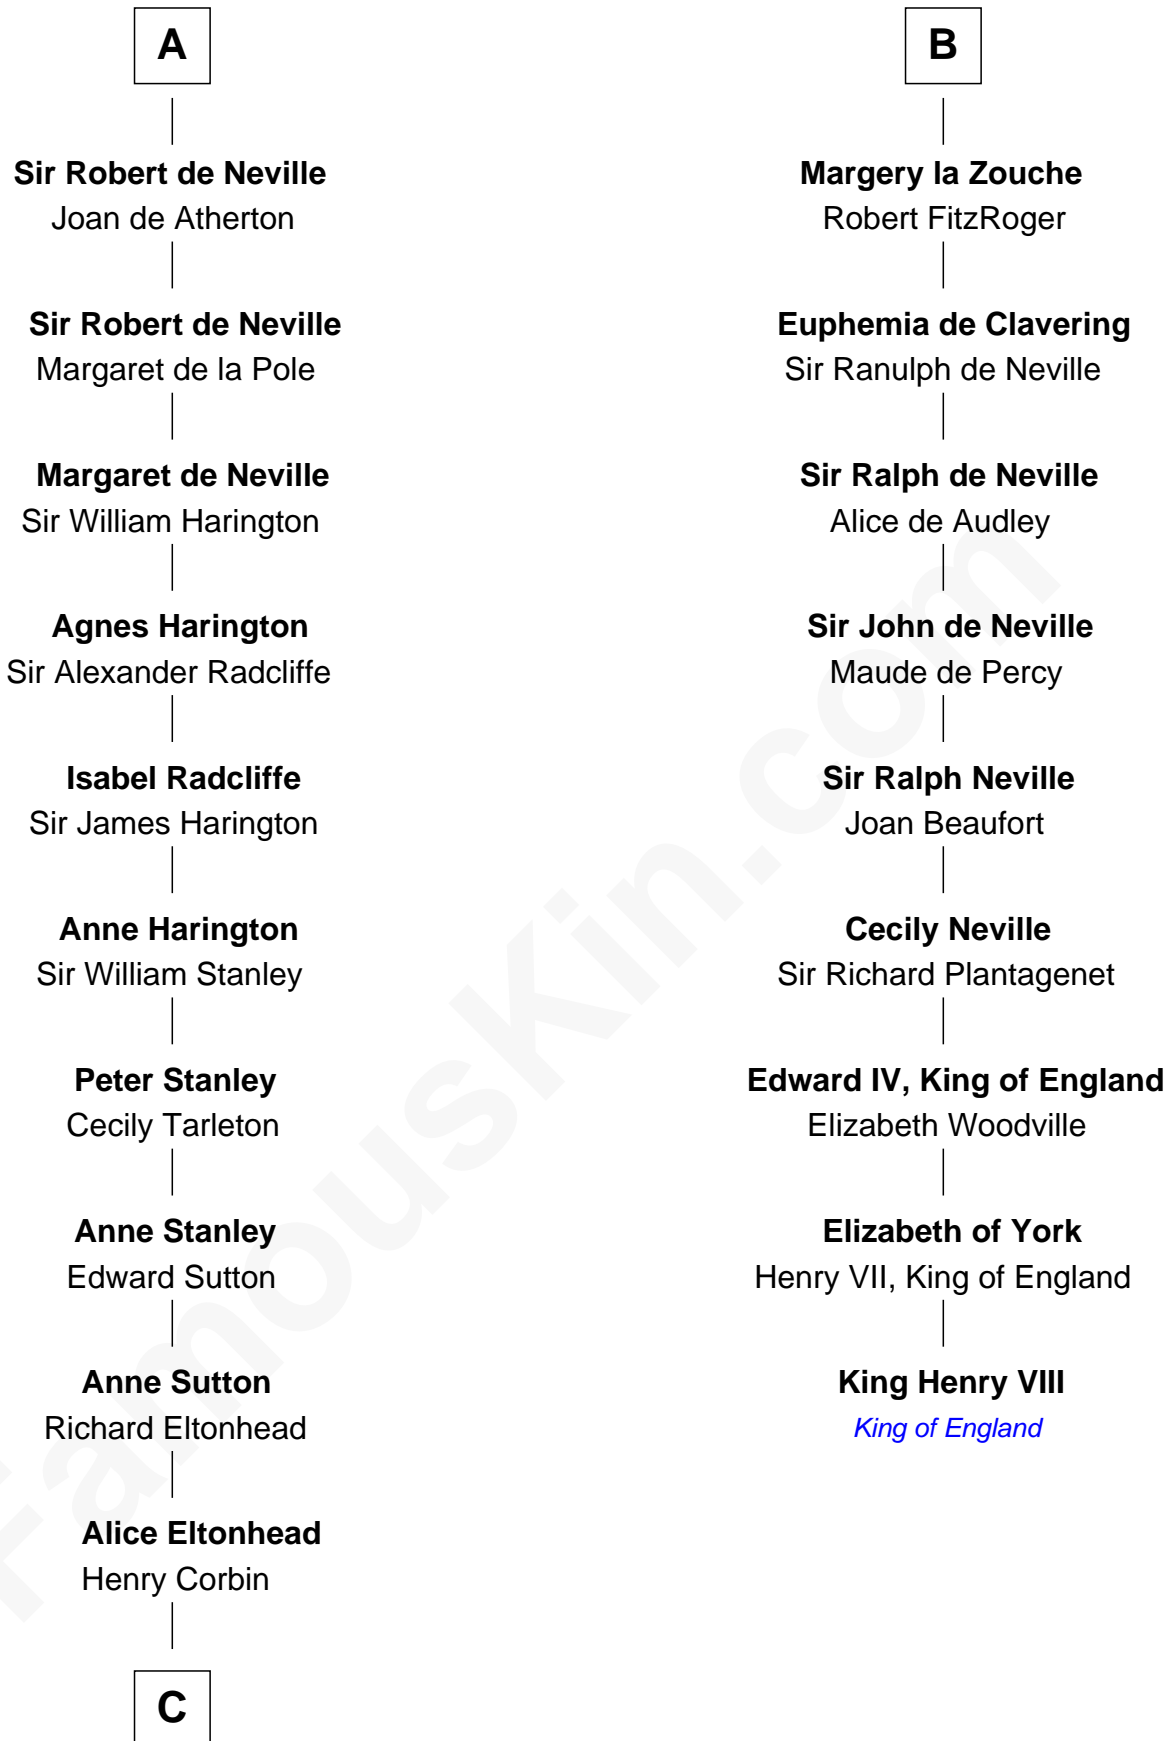 A
Sir Robert de Neville
Joan de Atherton
Sir Robert de Neville
Margaret de la Pole
Margaret de Neville
Sir William Harington
Agnes Harington
Sir Alexander Radcliffe
Isabel Radcliffe
Sir James Harington
Anne Harington
Sir William Stanley
Peter Stanley
Cecily Tarleton
Anne Stanley
Edward Sutton
Anne Sutton
Richard Eltonhead
Alice Eltonhead
Henry Corbin
C
B
Margery la Zouche
Robert FitzRoger
Euphemia de Clavering
Sir Ranulph de Neville
Sir Ralph de Neville
Alice de Audley
Sir John de Neville
Maude de Percy
Sir Ralph Neville
Joan Beaufort
Cecily Neville
Sir Richard Plantagenet
Edward IV, King of England
Elizabeth Woodville
Elizabeth of York
Henry VII, King of England
King Henry VIII
King of England
FamousKin.com